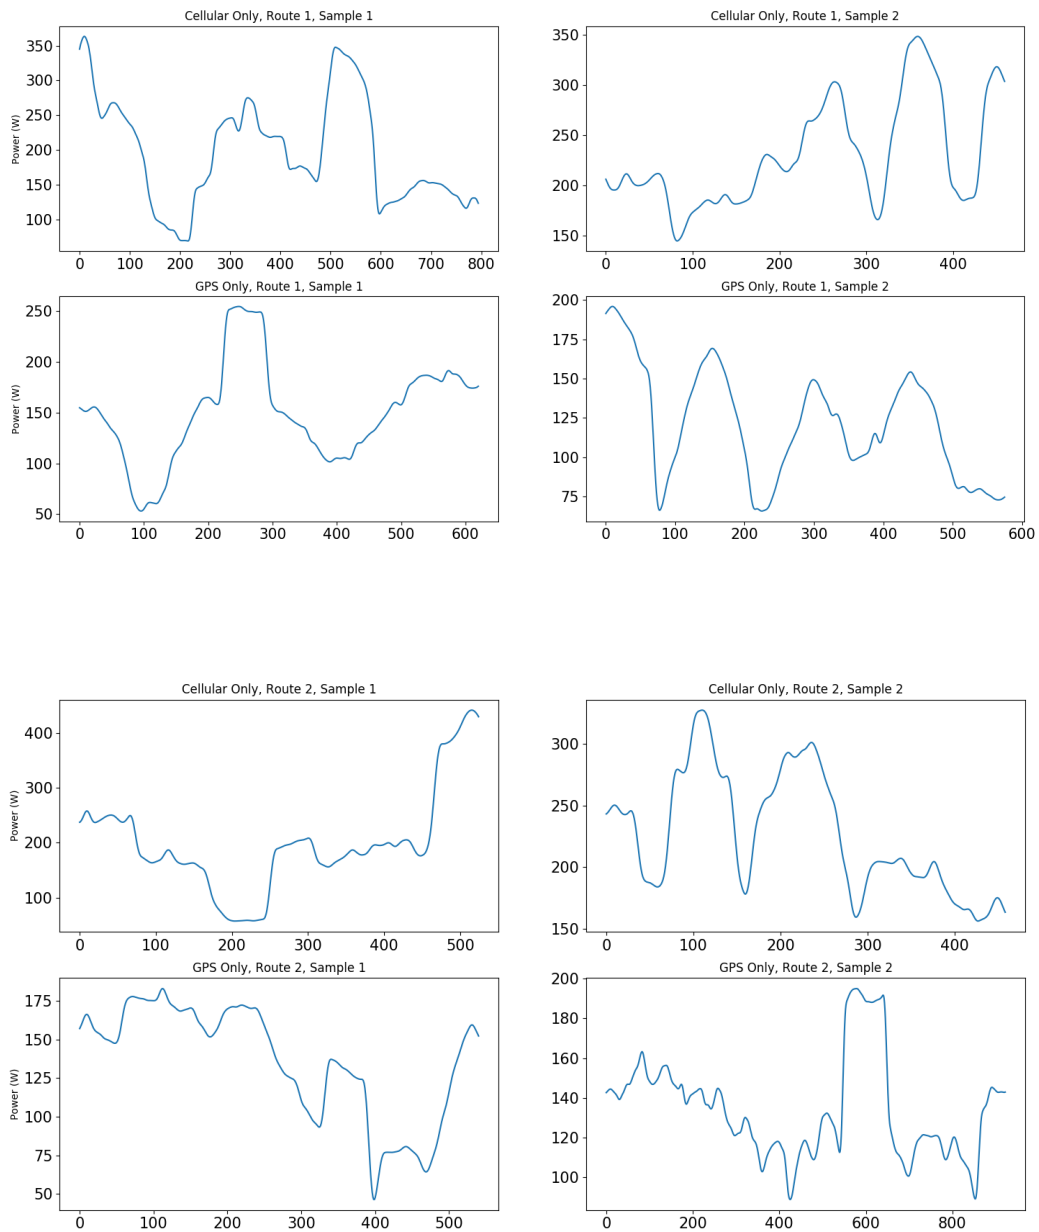 Cellular Only, Route 1, Sample 1
Power (W)
350
300
250
200
150
100
0 100 200 300 400 500 600 700 800
Cellular Only, Route 1, Sample 2
350
300
250
200
150
0 100 200 300 400
GPS Only, Route 1, Sample 1
Power (W)
250
200
150
100
50
0 100 200 300 400 500 600
GPS Only, Route 1, Sample 2
200
175
150
125
100
75
0 100 200 300 400 500 600
Cellular Only, Route 2, Sample 1
Power (W)
400
300
200
100
0 100 200 300 400 500
Cellular Only, Route 2, Sample 2
300
250
200
150
0 100 200 300 400
GPS Only, Route 2, Sample 1
Power (W)
175
150
125
100
75
50
0 100 200 300 400 500
GPS Only, Route 2, Sample 2
200
180
160
140
120
100
0 200 400 600 800